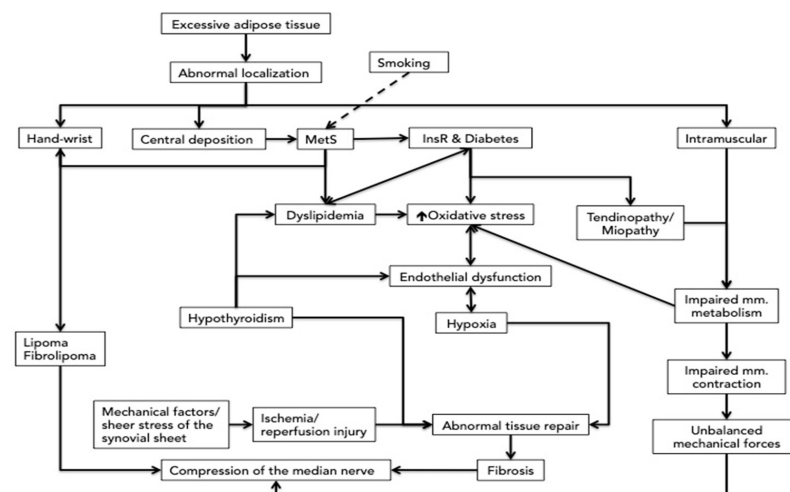 Excessive adipose tissue
Smoking
Abnormal localization
Hand-wrist
Central deposition
MetS
InsR & Diabetes
Intramuscular
Dyslipidemia
↑Oxidative stress
Tendinopathy/
Miopathy
Endothelial dysfunction
Impaired mm.
metabolism
Hypothyroidism
Hypoxia
Lipoma
Fibrolipoma
Impaired mm.
contraction
Mechanical factors/
sheer stress of the
synovial sheet
Ischemia/
reperfusion injury
Abnormal tissue repair
Unbalanced
mechanical forces
Compression of the median nerve
Fibrosis